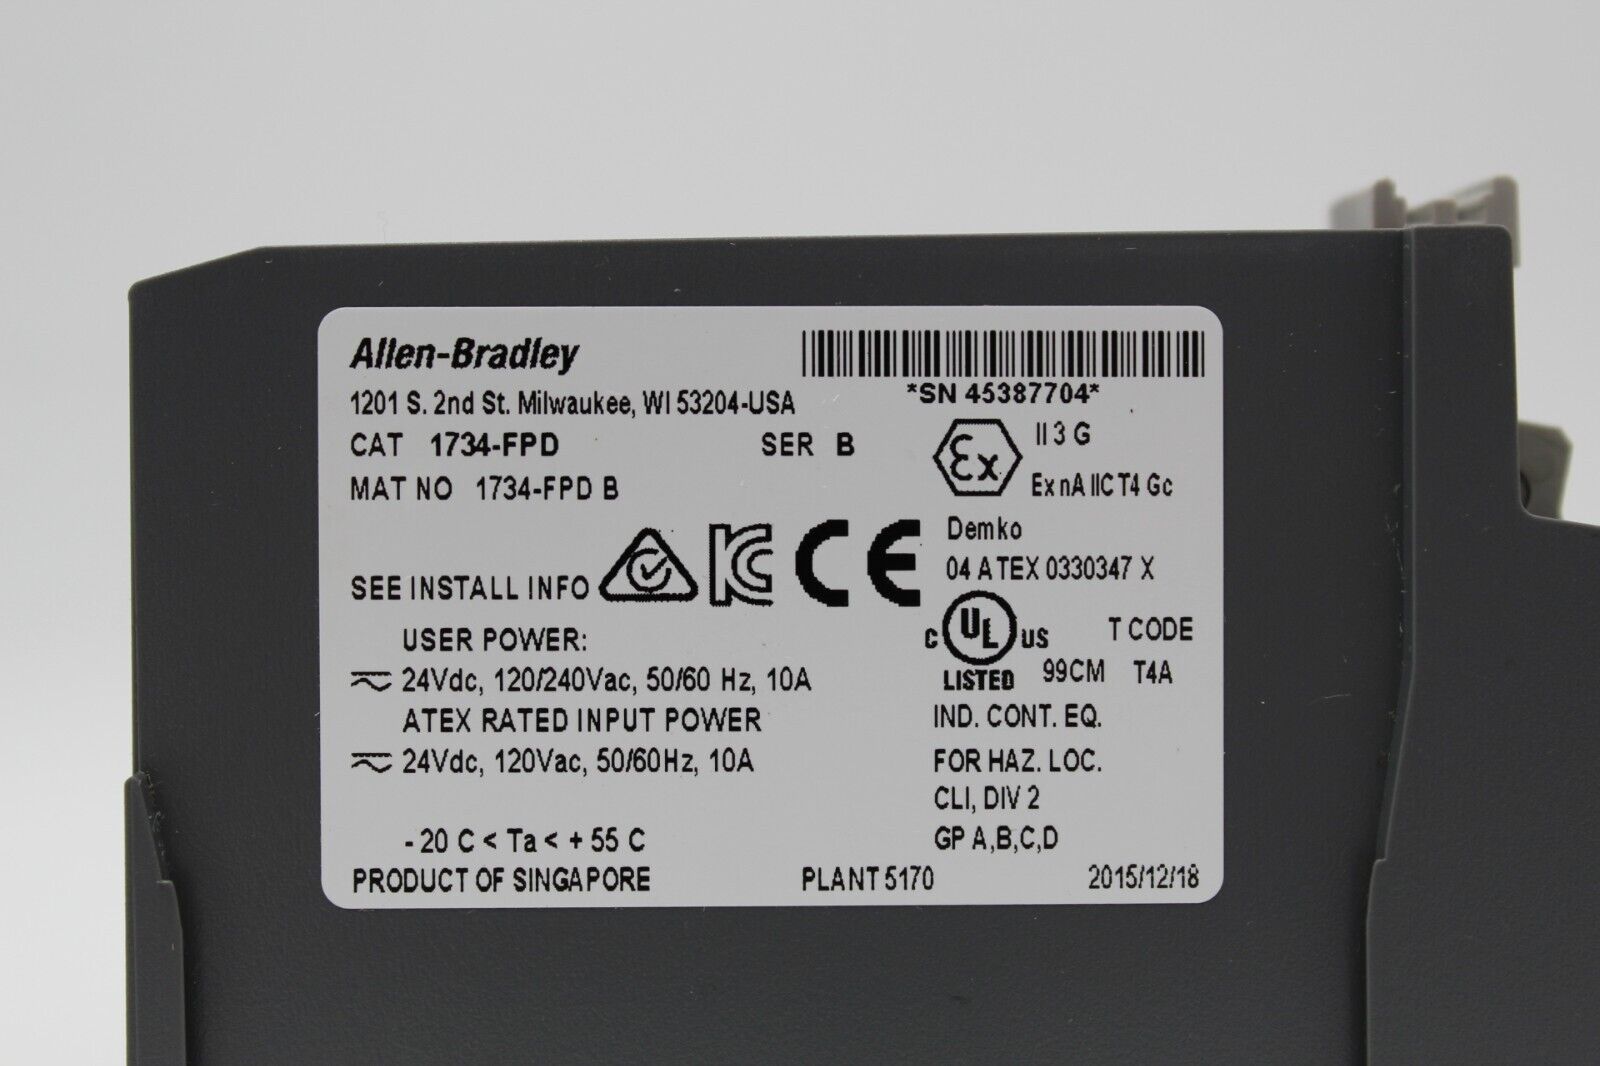 Allen-Bradley
*SN 45387704*
1201 S. 2nd St. Milwaukee, WI 53204-USA
CAT 1734-FPD SER B
MAT NO 1734-FPD B
Ex II 3 G
Ex nA IIC T4 Gc
Demko
04 ATEX 0330347 X
SEE INSTALL INFO KC CE
C UL US
LISTED 99CM
T CODE
T4A
USER POWER:
24Vdc, 120/240Vac, 50/60 Hz, 10A
ATEX RATED INPUT POWER
24Vdc, 120Vac, 50/60Hz, 10A
IND. CONT. EQ.
FOR HAZ. LOC.
CLI, DIV 2
GP A,B,C,D
- 20 C < Ta < + 55 C
PRODUCT OF SINGAPORE PLANT 5170 2015/12/18